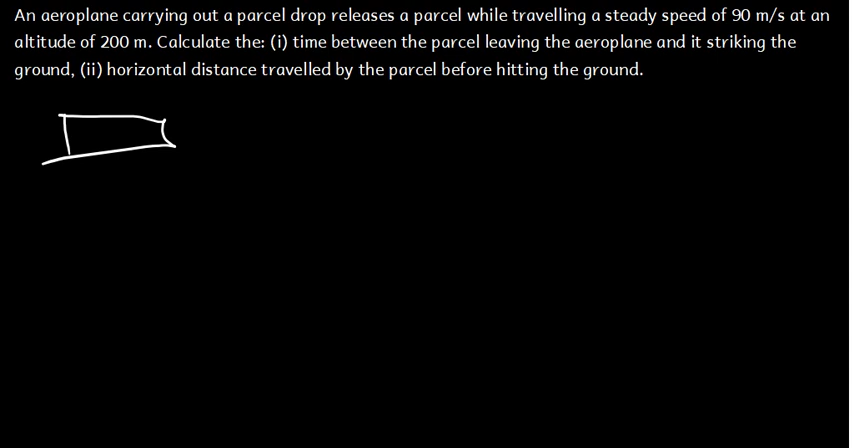 An aeroplane carrying out a parcel drop releases a parcel while travelling a steady speed of 90 m/s at an
altitude of 200 m. Calculate the: (i) time between the parcel leaving the aeroplane and it striking the
ground, (ii) horizontal distance travelled by the parcel before hitting the ground.